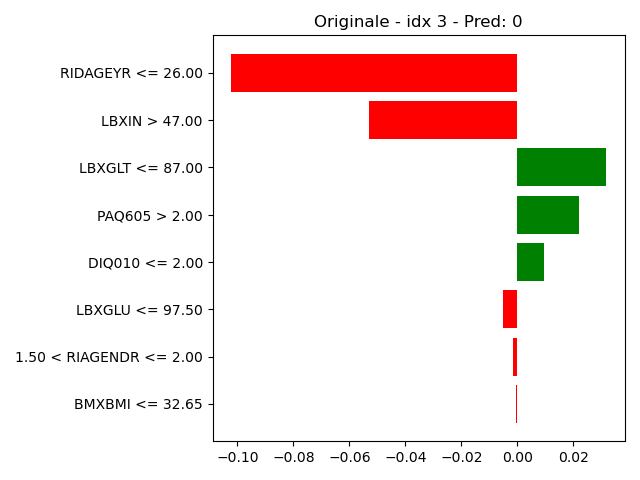 Originale - idx 3 - Pred: 0
RIDAGEYR <= 26.00
LBXIN > 47.00
LBXGLT <= 87.00
PAQ605 > 2.00
DIQ010 <= 2.00
LBXGLU <= 97.50
1.50 < RIAGENDR <= 2.00
BMXBMI <= 32.65
−0.10 −0.08 −0.06 −0.04 −0.02 0.00 0.02